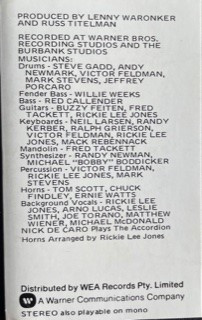 PRODUCED BY LENNY WARONKER
AND RUSS TITELMAN
RECORDED AT WARNER BROS.
RECORDING STUDIOS AND THE
BURBANK STUDIOS
MUSICIANS:
Drums - STEVE GADD, ANDY
NEWMARK, VICTOR FELDMAN,
MARK STEVENS, JEFFREY
PORCARO
Fender Bass - WILLIE WEEKS
Bass - RED CALLENDER
Guitars - BUZZY FEITEN, FRED
TACKETT, RICKIE LEE JONES
Keyboards - NEIL LARSEN, RANDY
KERBER, RALPH GRIERSON,
VICTOR FELDMAN, RICKIE LEE
JONES, MACK REBENNACK
Mandolin - FRED TACKETT
Synthesizer - RANDY NEWMAN,
MICHAEL "BOBBY" BODDICKER
Percussion - VICTOR FELDMAN,
RICKIE LEE JONES, MARK
STEVENS
Horns - TOM SCOTT, CHUCK
FINDLEY, ERNIE WATTS
Background Vocals - RICKIE LEE
JONES, ARNO LUCAS, LESLIE
SMITH, JOE TORANO, MATTHEW
WIENER, MICHAEL McDONALD
NICK DE CARO Plays The Accordion
Horns Arranged by Rickie Lee Jones
Distributed by WEA Records Pty. Limited
A Warner Communications Company
STEREO also playable on mono